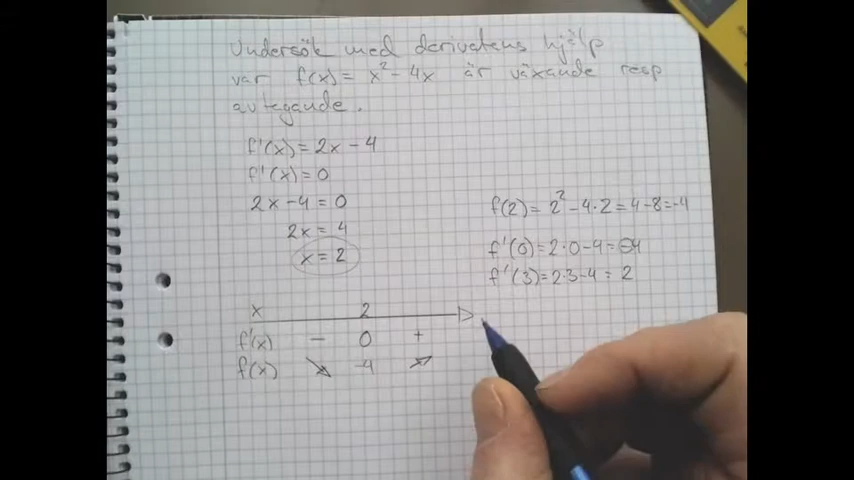 Undersök med derivatans hjälp
var f(x) = x² - 4x är växande resp
avtagande.
f'(x) = 2x - 4
f'(x) = 0
2x - 4 = 0
2x = 4
x = 2
f(2) = 2² - 4·2 = 4 - 8 = -4
f'(0) = 2·0 - 4 = -4
f'(3) = 2·3 - 4 = 2
x 2
f'(x) - 0 +
f(x) ↘ -4 ↗